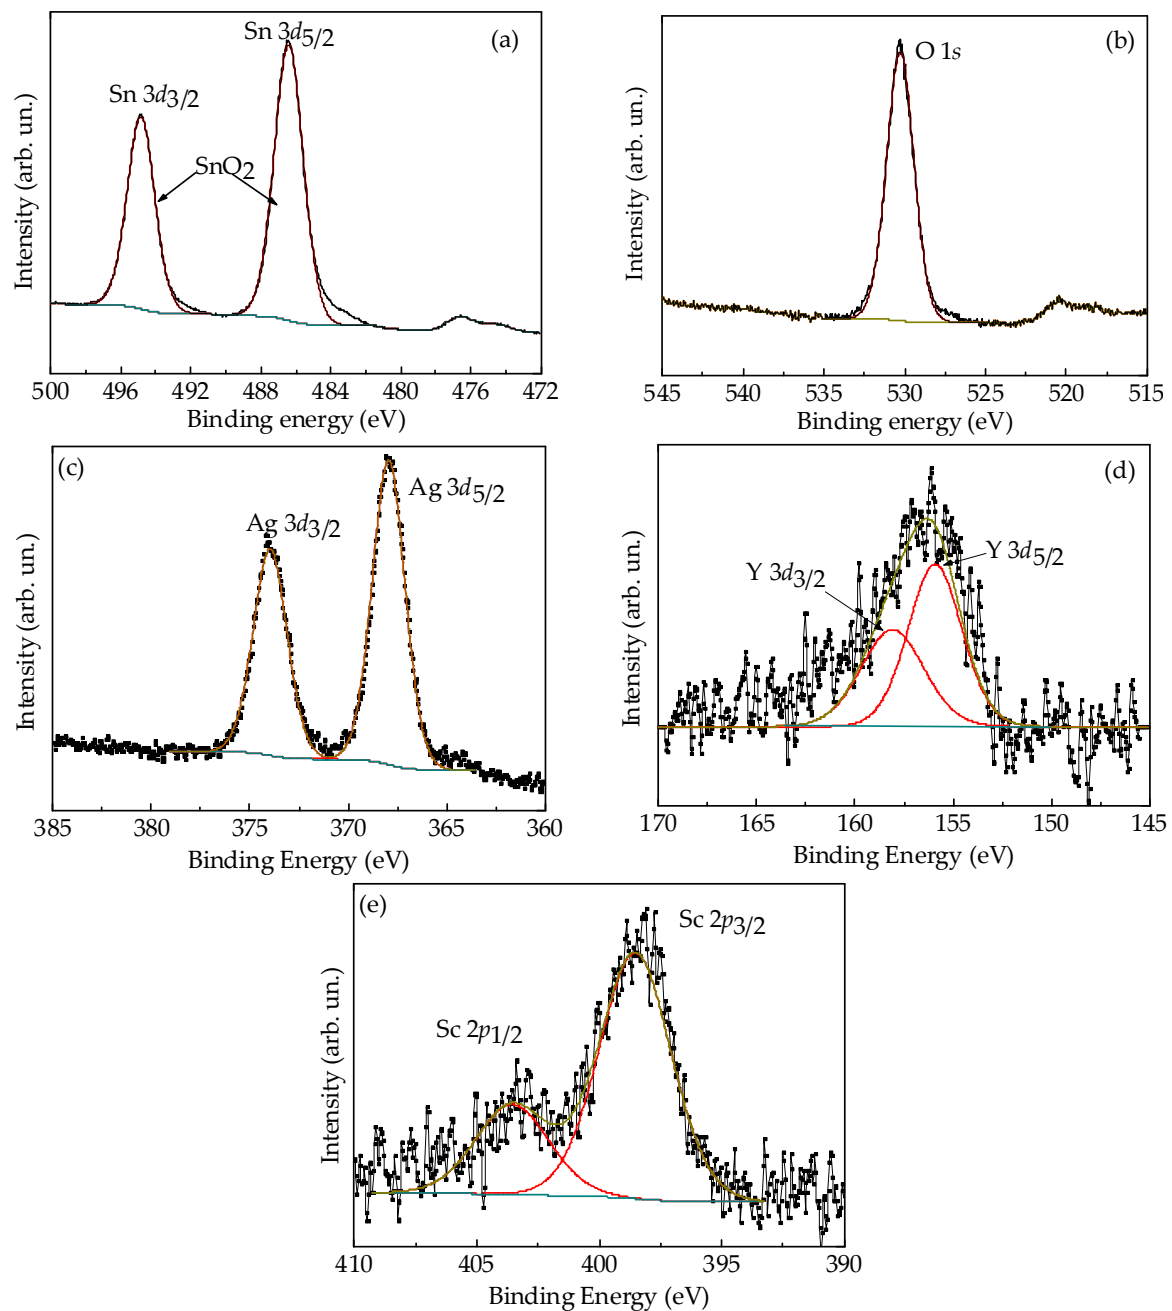 (a)
Sn 3d5/2
Sn 3d3/2
SnO2
Intensity (arb. un.)
500 496 492 488 484 480 476 472
Binding energy (eV)
(b)
O 1s
Intensity (arb. un.)
545 540 535 530 525 520 515
Binding energy (eV)
(c)
Ag 3d5/2
Ag 3d3/2
Intensity (arb. un.)
385 380 375 370 365 360
Binding Energy (eV)
(d)
Y 3d5/2
Y 3d3/2
Intensity (arb. un.)
170 165 160 155 150 145
Binding Energy (eV)
(e)
Sc 2p3/2
Sc 2p1/2
Intensity (arb. un.)
410 405 400 395 390
Binding Energy (eV)